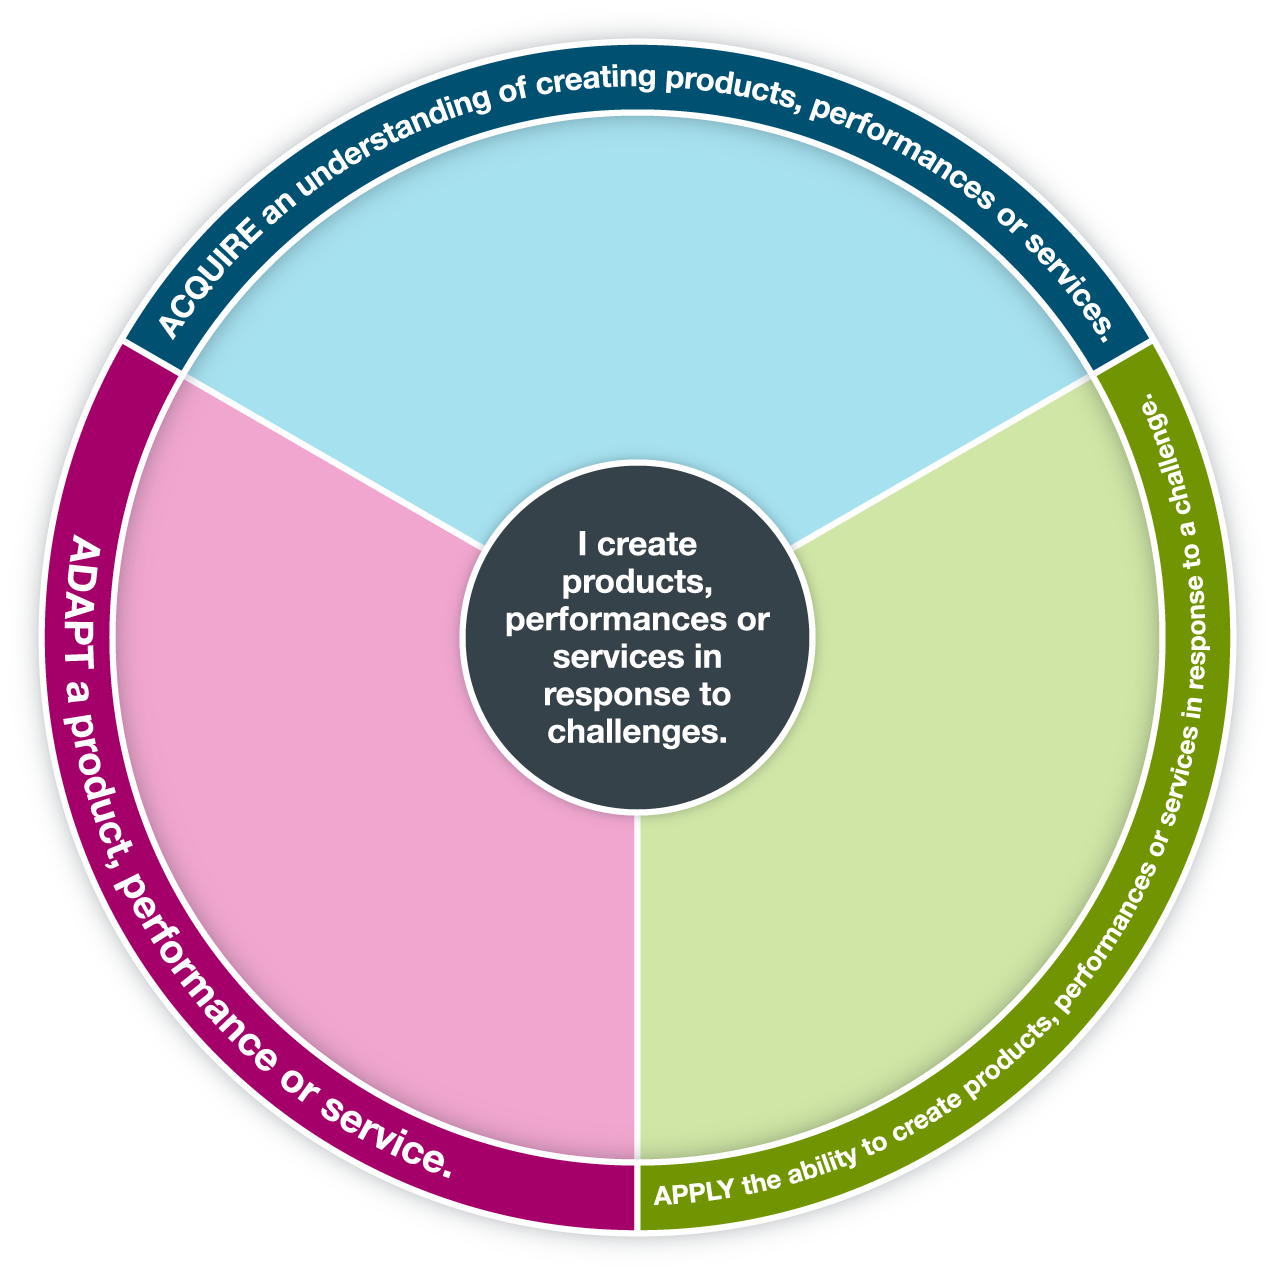 ACQUIRE an understanding of creating products, performances or services.
APPLY the ability to create products, performances or services in response to a challenge.
ADAPT a product, performance or service.
I create
products,
performances or
services in
response to
challenges.